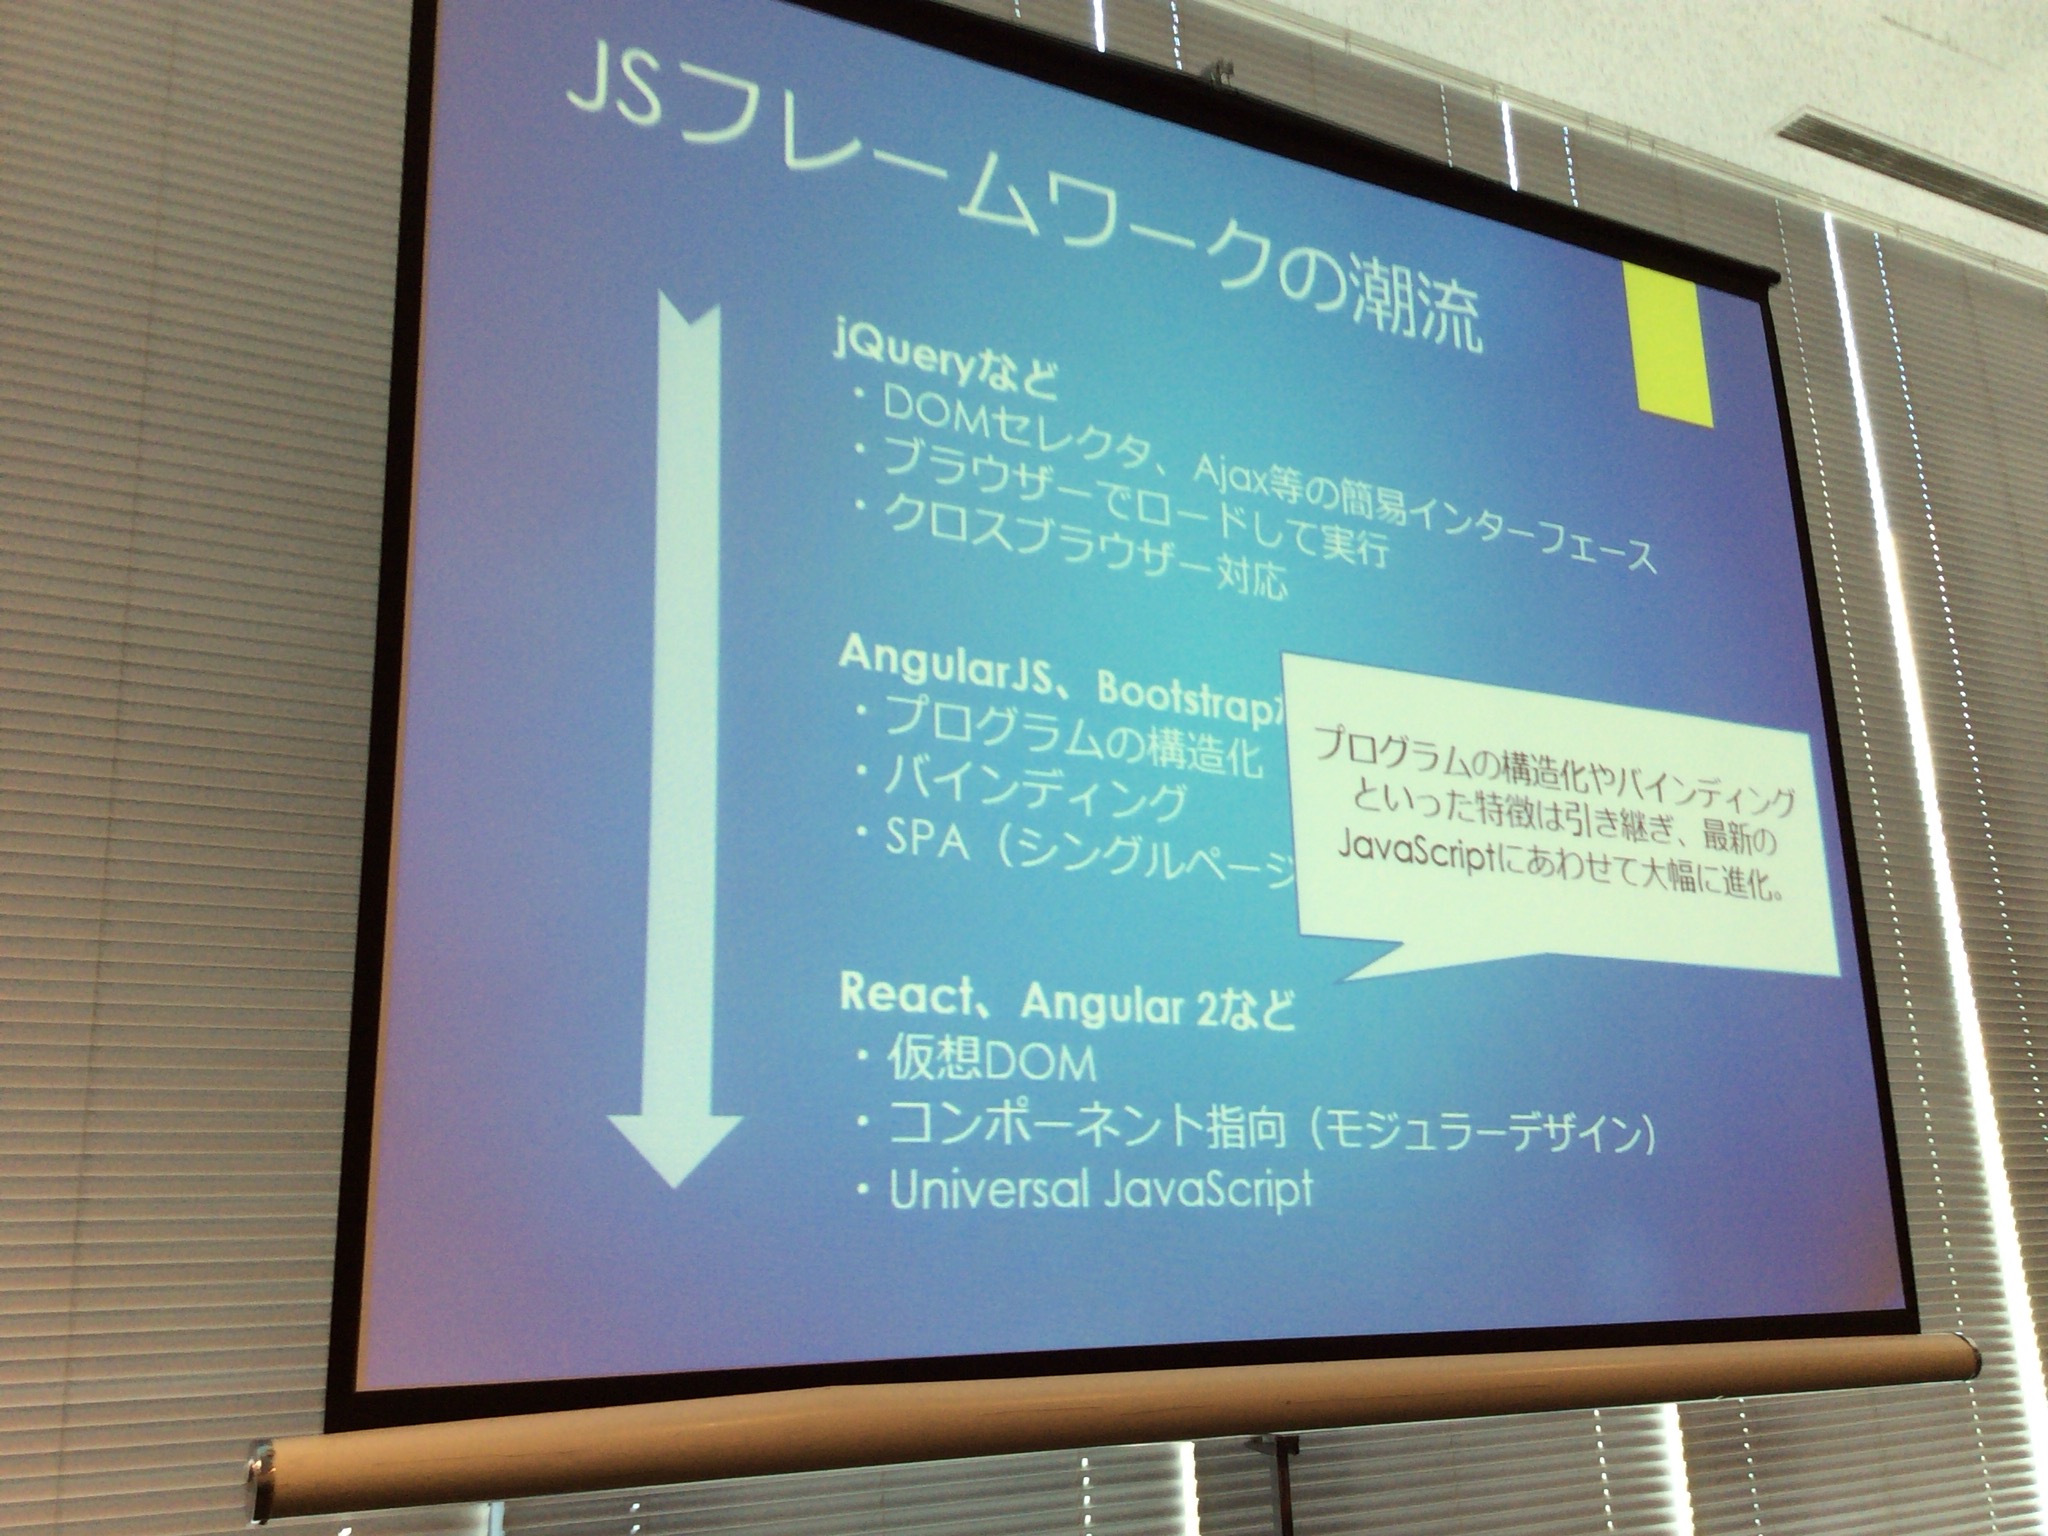 JSフレームワークの潮流
jQueryなど
・DOMセレクタ、Ajax等の簡易インターフェース
・ブラウザーでロードして実行
・クロスブラウザー対応
AngularJS、Bootstrap
・プログラムの構造化
・バインディング
・SPA（シングルページ
プログラムの構造化やバインディング
といった特徴は引き継ぎ、最新の
JavaScriptにあわせて大幅に進化。
React、Angular 2など
・仮想DOM
・コンポーネント指向（モジュラーデザイン）
・Universal JavaScript